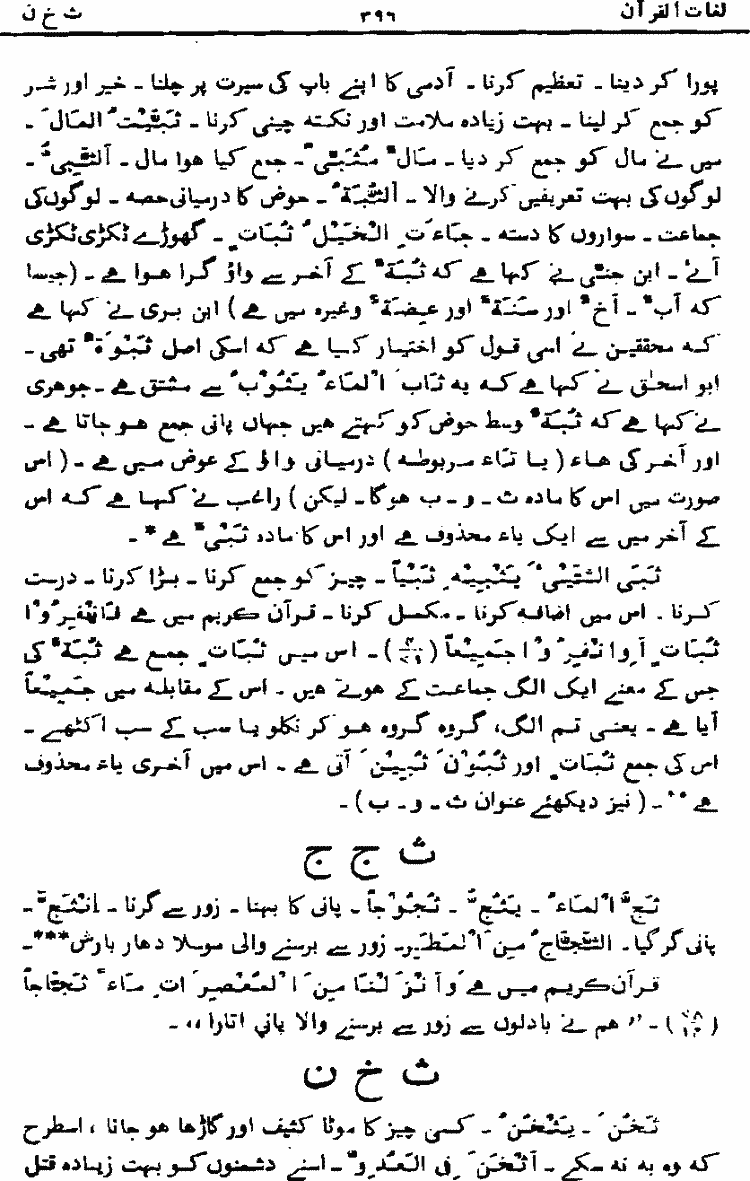 لغات القرآن ۳۹۶ ث خ ن
پورا کر دینا ۔ تعظیم کرنا ۔ آدمی کا اپنے باپ کی سیرت پر چلنا ۔ خیر اور شر
کو جمع کر لینا ۔ بہت زیادہ ملامت اور نکتہ چینی کرنا ۔ ثَبَّیْتُ المَالَ ۔
میں نے مال کو جمع کر دیا ۔ مَالٌ مُثَبّیً ۔ جمع کیا ہوا مال ۔ اَلثَّبِیُّ ۔
لوگوں کی بہت تعریفیں کرنے والا ۔ اَلثُّبَۃُ ۔ حوض کا درمیانی حصہ ۔ لوگوں کی
جماعت ۔ سواروں کا دستہ ۔ جَاءَتِ الْخَیْلُ ثُبَاتٍ ۔ گھوڑے ٹکڑی ٹکڑی
آئے ۔ ابن جنّی نے کہا ہے کہ ثُبَۃٌ کے آخر سے واؤ گرا ہوا ہے ۔ (جیسا
کہ اَبٌ ۔ اَخٌ اور سَنَۃٌ اور عِضَۃٌ وغیرہ میں ہے) ابن بری نے کہا ہے
کہ محققین نے اسی قول کو اختیار کیا ہے کہ اسکی اصل ثُبْوَۃٌ تھی ۔
ابو اسحٰق نے کہا ہے کہ یہ ثَابَ الْمَاءُ یَثُوْبُ سے مشتق ہے ۔ جوھری
نے کہا ہے کہ ثُبَۃٌ وسط حوض کو کہتے ہیں جہاں پانی جمع ہو جاتا ہے ۔
اور آخر کی ھاء (یا تاء مربوطہ) درمیانی واؤ کے عوض میں ہے ۔ (اس
صورت میں اس کا مادہ ث ۔ و ۔ ب ہوگا ۔ لیکن) راغب نے کہا ہے کہ اس
کے آخر میں سے ایک یاء محذوف ہے اور اس کا مادہ ثَبْیٌ ہے * ۔
ثَبَی الشَّیْئَ یَثْبِیْہِ ثَبْیاً ۔ چیز کو جمع کرنا ۔ بڑا کرنا ۔ درست
کرنا ۔ اس میں اضافہ کرنا ۔ مکمل کرنا ۔ قرآن کریم میں ہے فَانْفِرُوْا
ثُبَاتٍ اَوِانْفِرُوْا جَمِیْعاً (۴/۷۱) ۔ اس میں ثُبَاتٍ جمع ہے ثُبَۃٌ کی
جس کے معنے ایک الگ جماعت کے ہوتے ہیں ۔ اس کے مقابلہ میں جَمِیْعاً
آیا ہے ۔ یعنی تم الگ، گروہ گروہ ہو کر نکلو یا سب کے سب اکٹھے ۔
اس کی جمع ثُبَاتٍ اور ثُبُوْنَ ثُبِیْنَ آتی ہے ۔ اس میں آخری یاء محذوف
ہے ** ۔ (نیز دیکھئے عنوان ث ۔ و ۔ ب) ۔
ث ج ج
ثَجَّ الْمَاءُ ۔ یَثُجُّ ۔ ثُجُوْجاً ۔ پانی کا بہنا ۔ زور سے گرنا ۔ اِنْثَجَّ ۔
پانی گر گیا ۔ الثَّجَّاجُ مِنَ الْمَطَرِ ۔ زور سے برسنے والی موسلا دھار بارش *** ۔
قرآن کریم میں ہے وَاَنْزَلْنَا مِنَ الْمُعْصِرَاتِ مَاءً ثَجَّاجاً
(۷۸/۱۴) ۔ ” ہم نے بادلوں سے زور سے برسنے والا پانی اتارا “ ۔
ث خ ن
ثَخُنَ ۔ یَثْخُنُ ۔ کسی چیز کا موٹا کثیف اور گاڑھا ہو جانا ، اسطرح
کہ وہ بہ نہ سکے ۔ اَثْخَنَ فِی الْعَدُوِّ ۔ اسنے دشمنوں کو بہت زیادہ قتل